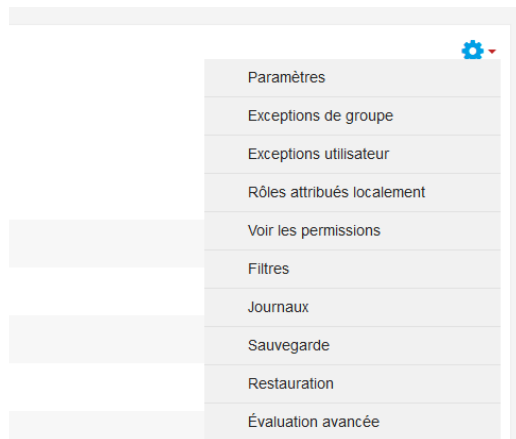 Paramètres
Exceptions de groupe
Exceptions utilisateur
Rôles attribués localement
Voir les permissions
Filtres
Journaux
Sauvegarde
Restauration
Évaluation avancée